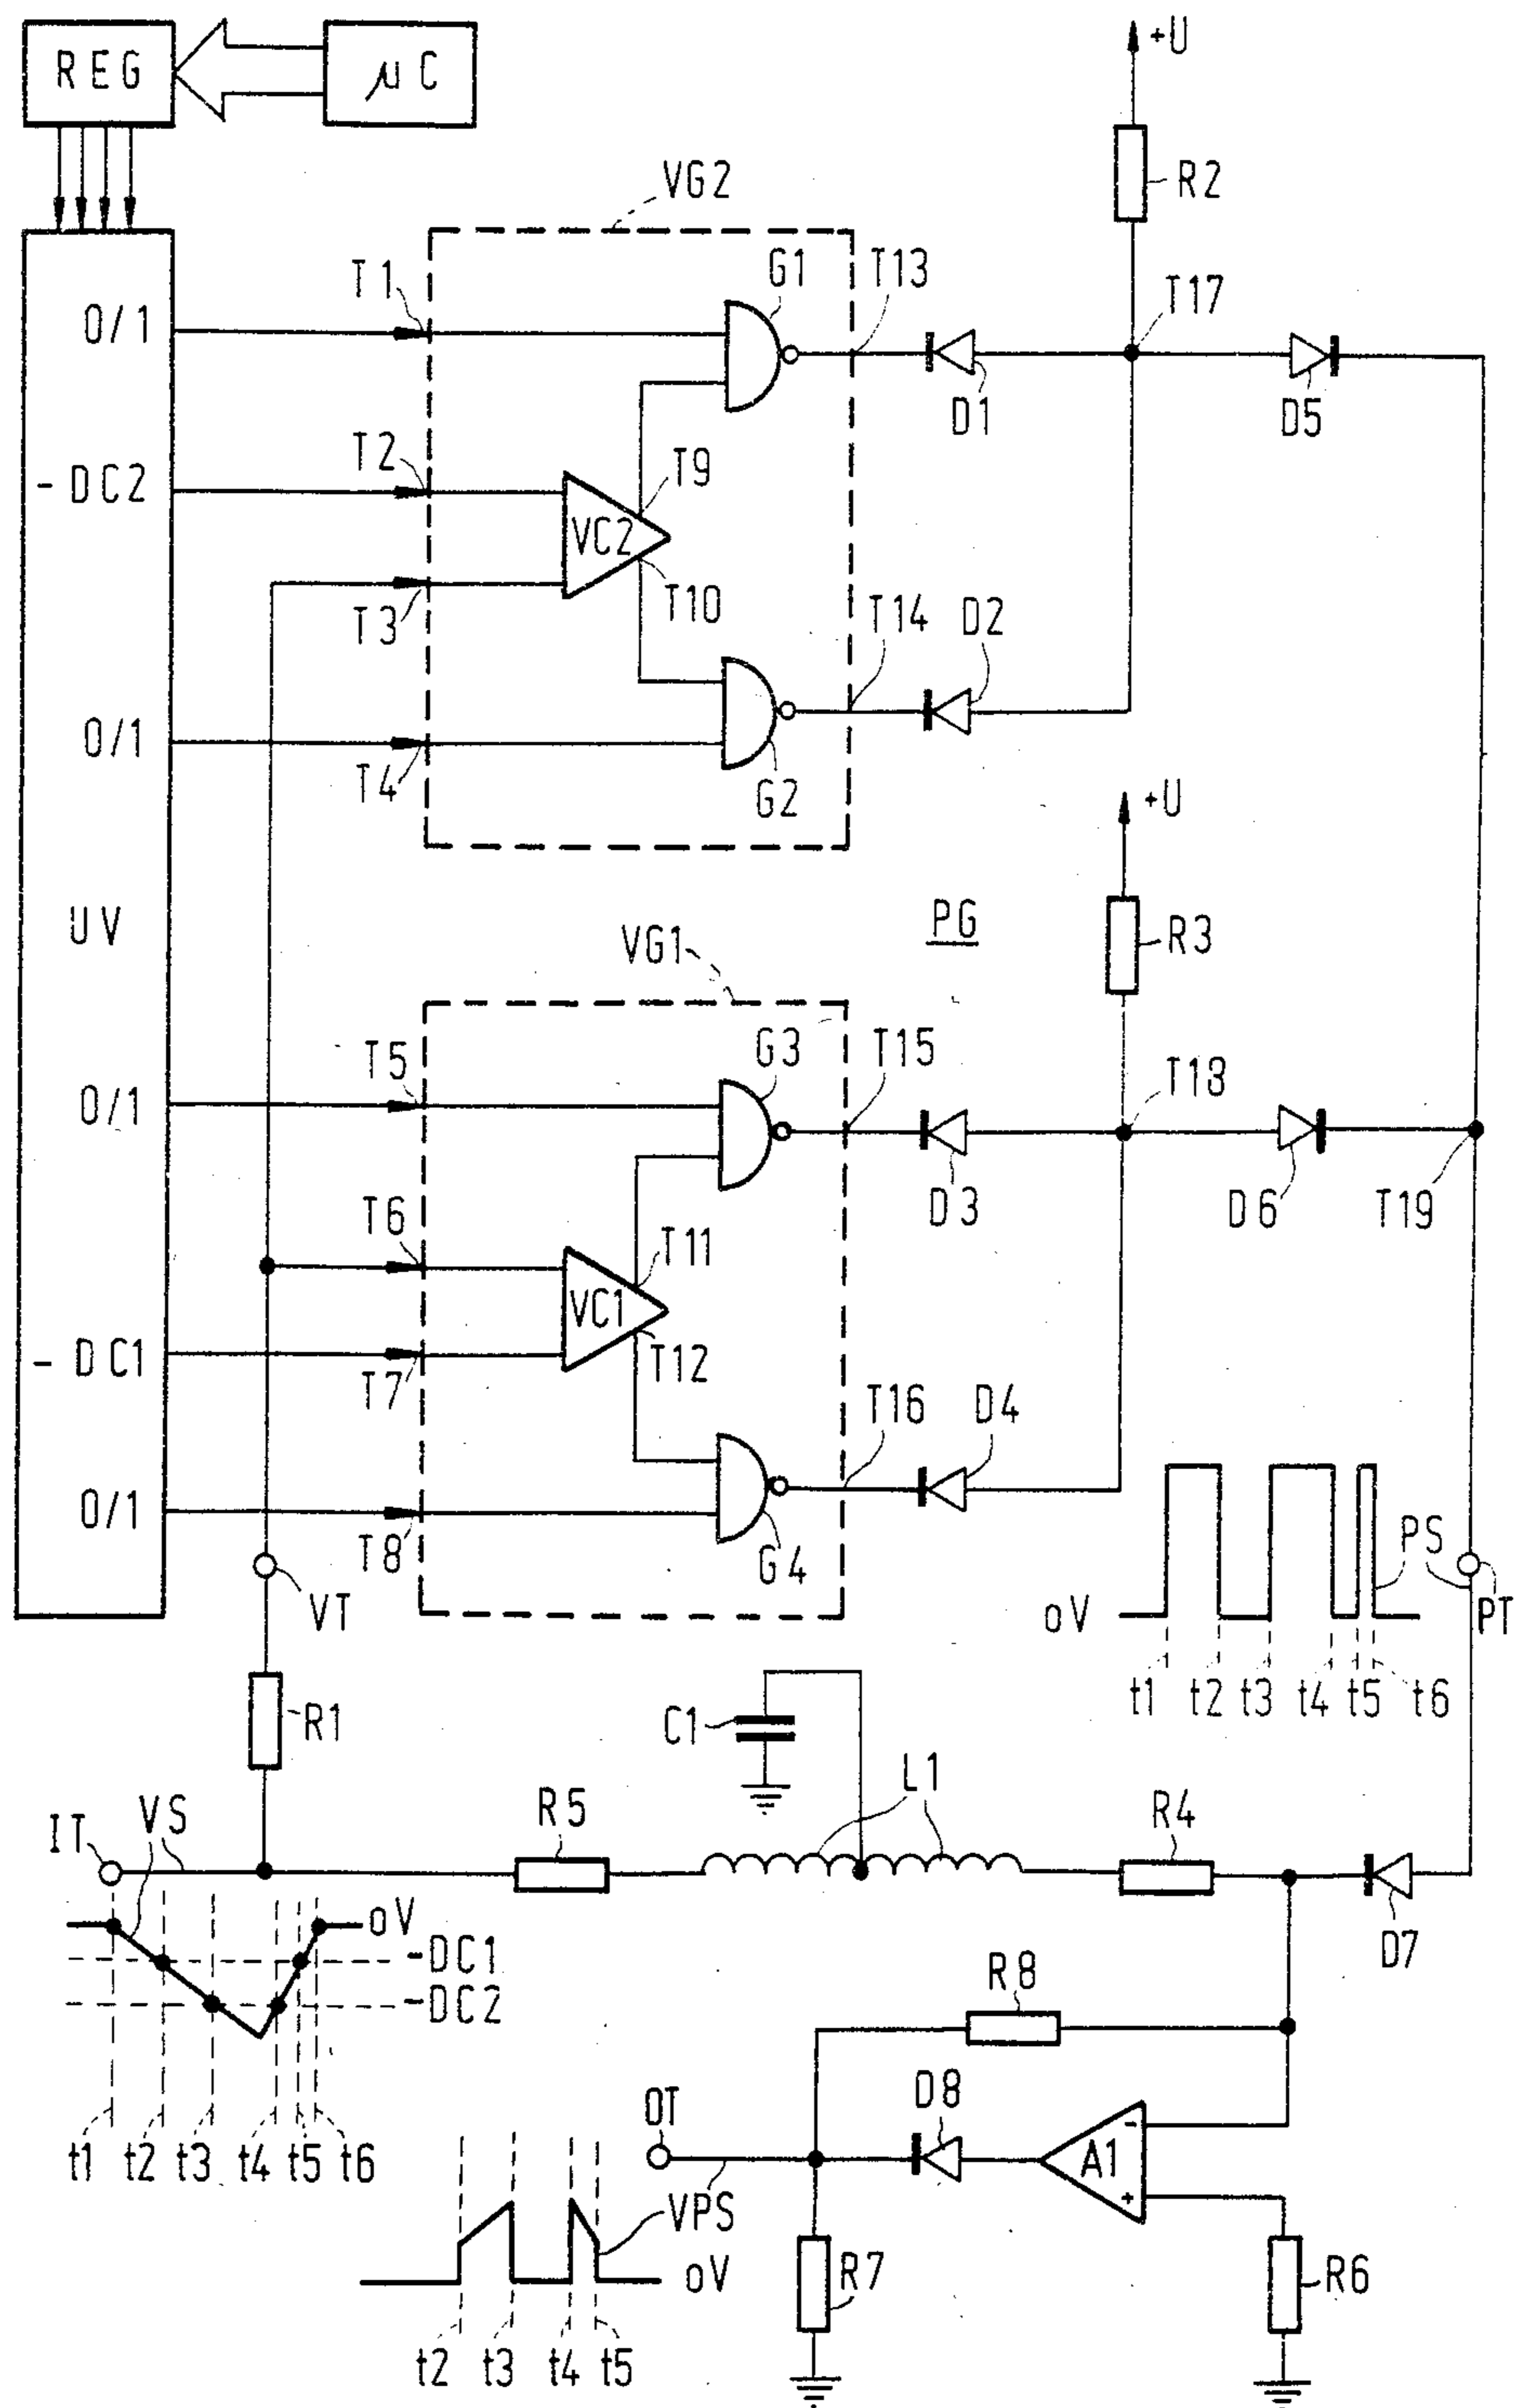 REG
μC
+U
R2
VG2
T1
G1
T13
T17
0/1
D1
D5
T2
T9
-DC2
VC2
T3
T10
T14
D2
0/1
T4
G2
+U
UV
PG
R3
VG1
T5
G3
T15
T18
0/1
D3
D6
T19
T6
T11
VC1
-DC1
T7
T12
T16
D4
0/1
T8
G4
PS
VT
oV
PT
t1 t2 t3 t4 t5 t6
R1
C1
L1
IT
VS
R5
R4
oV
-DC1
D7
-DC2
R8
t1 t2 t3 t4 t5 t6
OT
D8
A1
-
+
VPS
oV
R7
R6
t2 t3 t4 t5